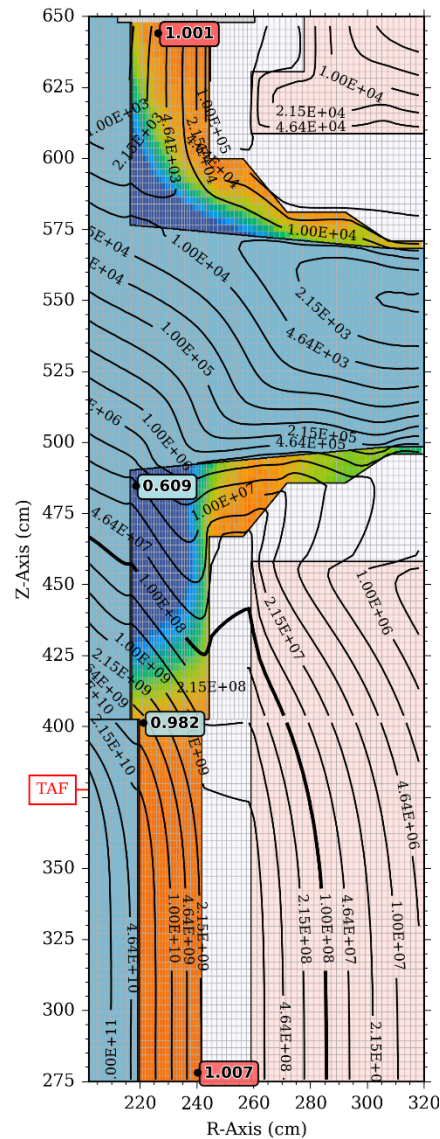 650
1.001
625
1.00E+03
2.15E+03
4.64E+03
1.00E+05
1.00E+04
2.15E+04
4.64E+04
600
2.15E+04
575
1.00E+04
1.00E+04
550
2.15E+03
4.64E+03
525
1.00E+05
500
2.15E+05
4.64E+05
1.00E+06
0.609
1.00E+07
475
4.64E+07
450
1.00E+08
1.00E+06
2.15E+07
425
1.00E+09
2.15E+09
2.15E+08
0.982
400
2.15E+10
TAF
375
4.64E+06
350
4.64E+10
1.00E+10
4.64E+09
2.15E+09
2.15E+08
1.00E+08
4.64E+07
1.00E+07
325
300
4.64E+08
275
1.007
220
240
260
280
300
320
R-Axis (cm)
Z-Axis (cm)